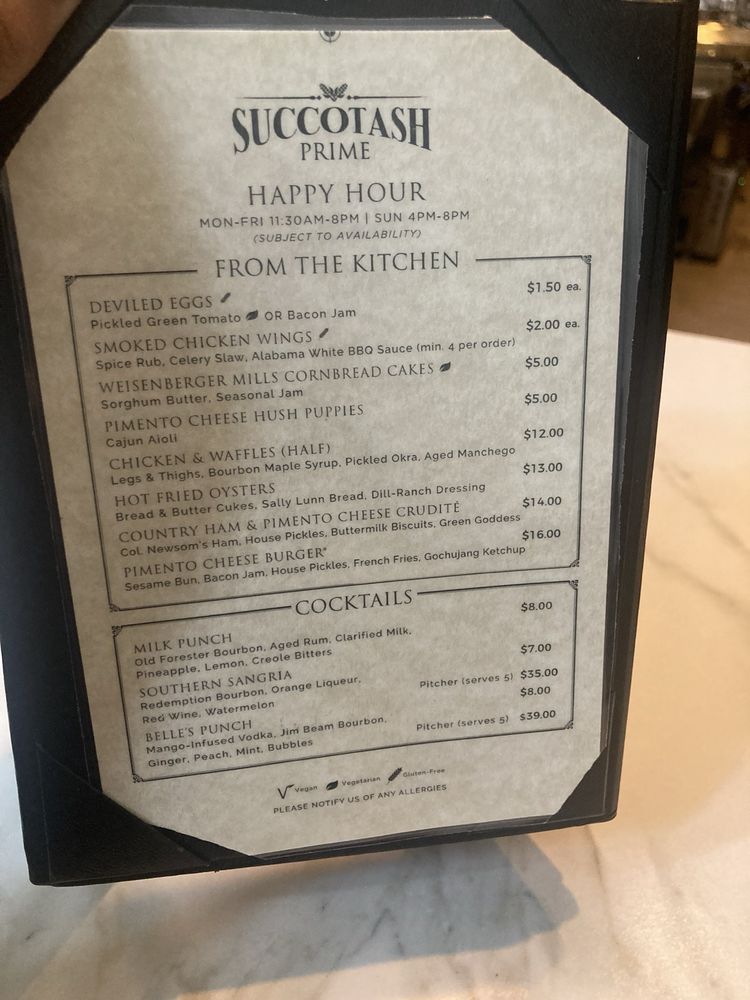 SUCCOTASH
PRIME
HAPPY HOUR
MON-FRI 11:30AM-8PM | SUN 4PM-8PM
(SUBJECT TO AVAILABILITY)
FROM THE KITCHEN
DEVILED EGGS $1.50 ea.
Pickled Green Tomato OR Bacon Jam
SMOKED CHICKEN WINGS $2.00 ea.
Spice Rub, Celery Slaw, Alabama White BBQ Sauce (min. 4 per order)
WEISENBERGER MILLS CORNBREAD CAKES $5.00
Sorghum Butter, Seasonal Jam
PIMENTO CHEESE HUSH PUPPIES $5.00
Cajun Aioli
CHICKEN & WAFFLES (HALF) $12.00
Legs & Thighs, Bourbon Maple Syrup, Pickled Okra, Aged Manchego
HOT FRIED OYSTERS $13.00
Bread & Butter Cukes, Sally Lunn Bread, Dill-Ranch Dressing
COUNTRY HAM & PIMENTO CHEESE CRUDITÉ $14.00
Col. Newsom's Ham, House Pickles, Buttermilk Biscuits, Green Goddess
PIMENTO CHEESE BURGER* $16.00
Sesame Bun, Bacon Jam, House Pickles, French Fries, Gochujang Ketchup
COCKTAILS
MILK PUNCH $8.00
Old Forester Bourbon, Aged Rum, Clarified Milk,
Pineapple, Lemon, Creole Bitters
SOUTHERN SANGRIA $7.00
Redemption Bourbon, Orange Liqueur, Pitcher (serves 5) $35.00
Red Wine, Watermelon
BELLE'S PUNCH $8.00
Mango-Infused Vodka, Jim Beam Bourbon, Pitcher (serves 5) $39.00
Ginger, Peach, Mint, Bubbles
Vegan Vegetarian Gluten-Free
PLEASE NOTIFY US OF ANY ALLERGIES